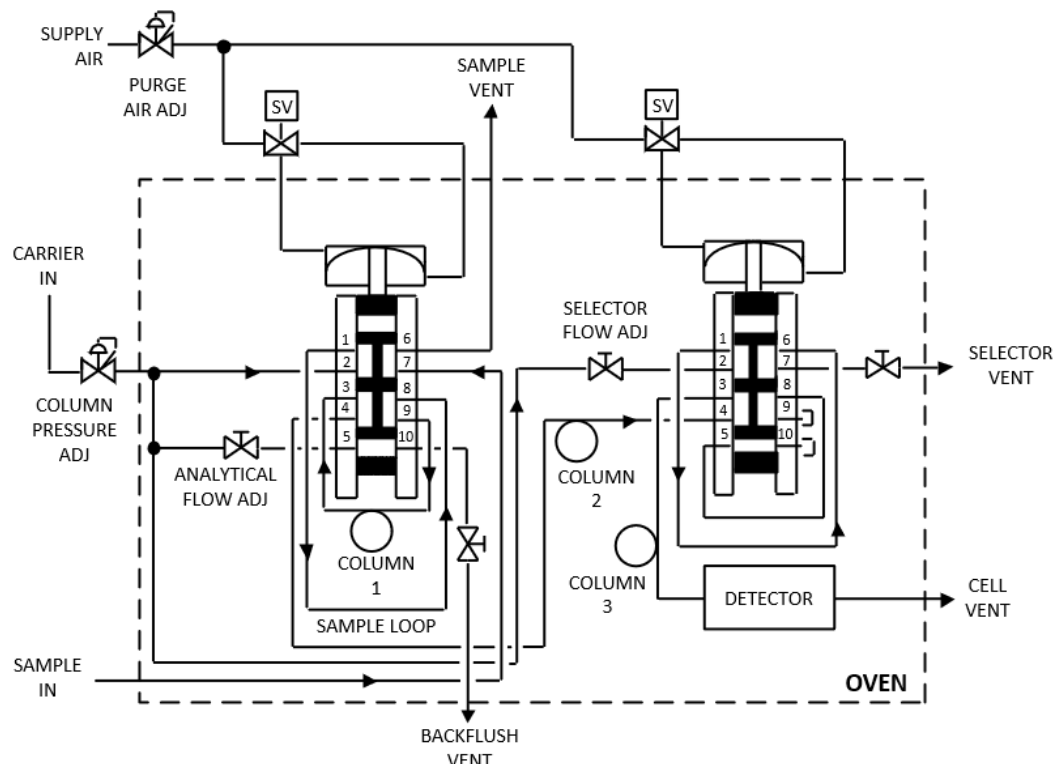 SUPPLY
AIR
PURGE
AIR ADJ
SV
SAMPLE
VENT
SV
CARRIER
IN
COLUMN
PRESSURE
ADJ
ANALYTICAL
FLOW ADJ
1
2
3
4
5
6
7
8
9
10
COLUMN
1
SAMPLE LOOP
SELECTOR
FLOW ADJ
COLUMN
2
COLUMN
3
1
2
3
4
5
6
7
8
9
10
SELECTOR
VENT
DETECTOR
CELL
VENT
SAMPLE
IN
OVEN
BACKFLUSH
VENT